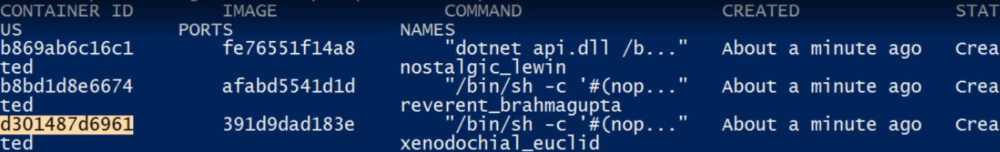 CONTAINER ID        IMAGE               COMMAND                  CREATED              STAT
US              PORTS               NAMES
b869ab6c16c1        fe76551f14a8        "dotnet api.dll /b..."   About a minute ago   Crea
ted                                 nostalgic_lewin
b8bd1d8e6674        afabd5541d1d        "/bin/sh -c '#(nop..."   About a minute ago   Crea
ted                                 reverent_brahmagupta
d301487d6961        391d9dad183e        "/bin/sh -c '#(nop..."   About a minute ago   Crea
ted                                 xenodochial_euclid